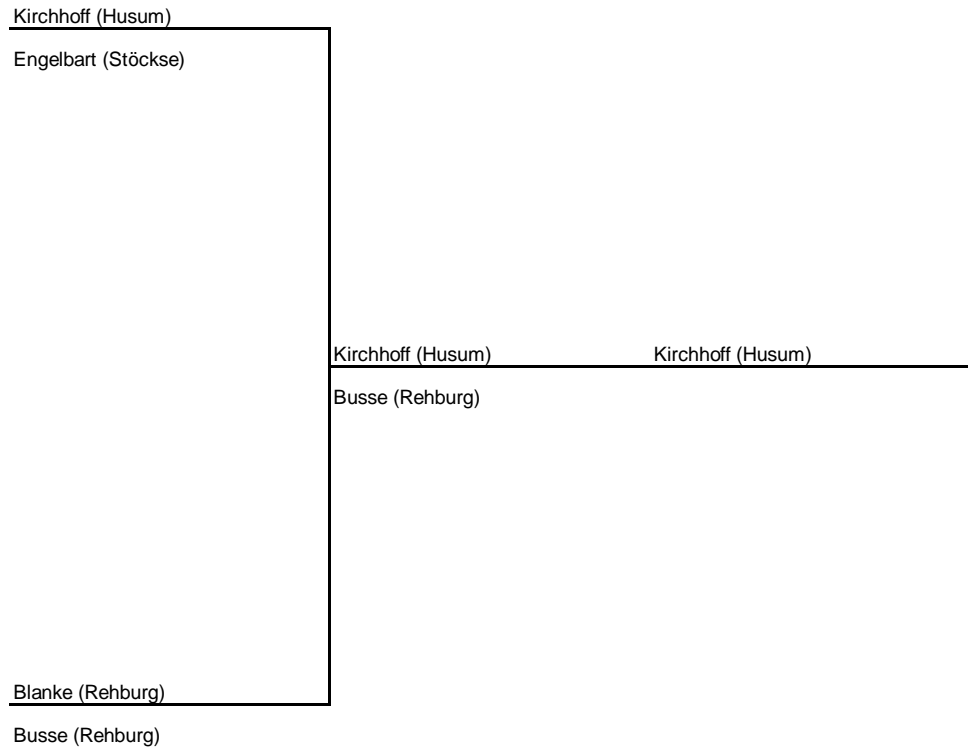 Kirchhoff (Husum)
Engelbart (Stöckse)
Kirchhoff (Husum)
Kirchhoff (Husum)
Busse (Rehburg)
Blanke (Rehburg)
Busse (Rehburg)